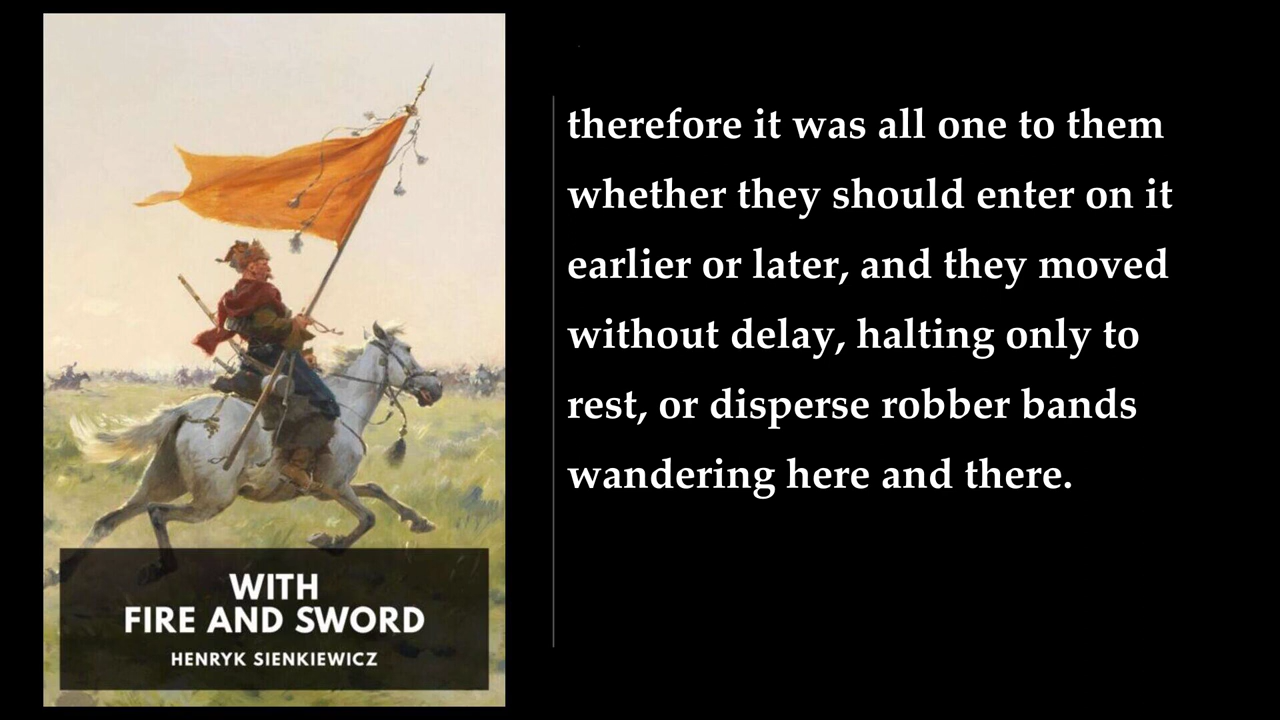 WITH
FIRE AND SWORD
HENRYK SIENKIEWICZ
therefore it was all one to them
whether they should enter on it
earlier or later, and they moved
without delay, halting only to
rest, or disperse robber bands
wandering here and there.